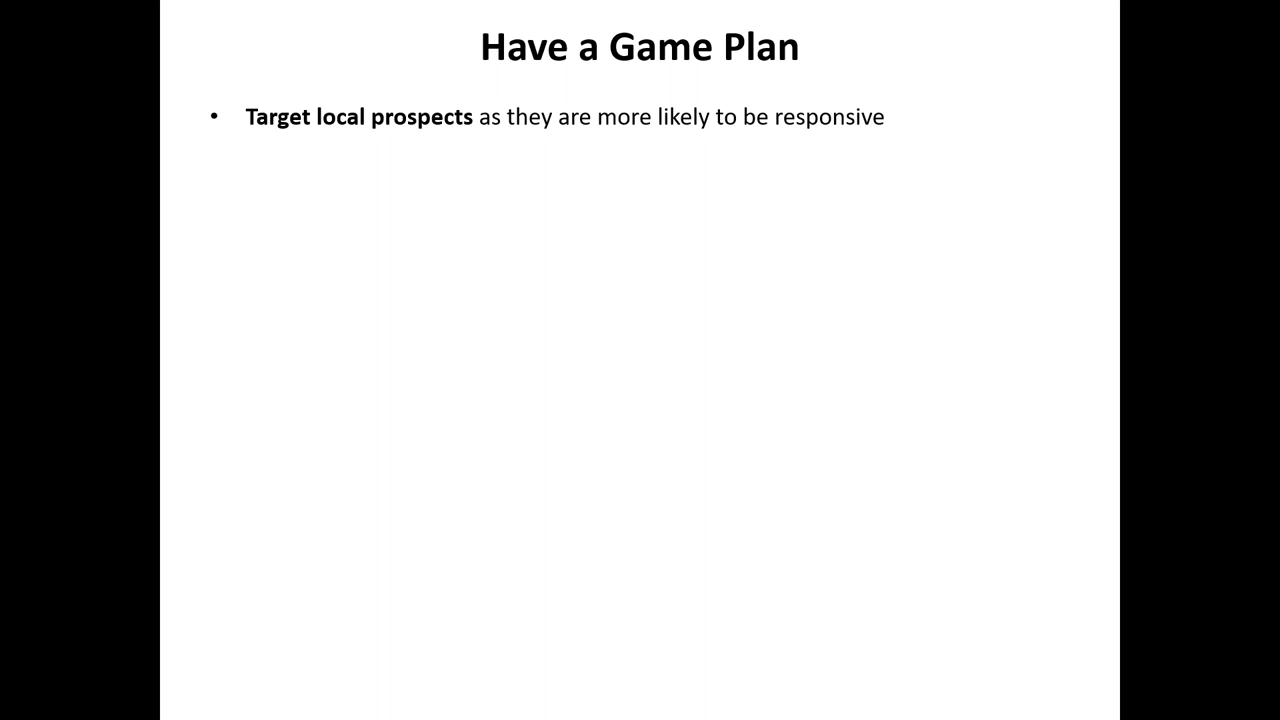 Have a Game Plan
• Target local prospects as they are more likely to be responsive